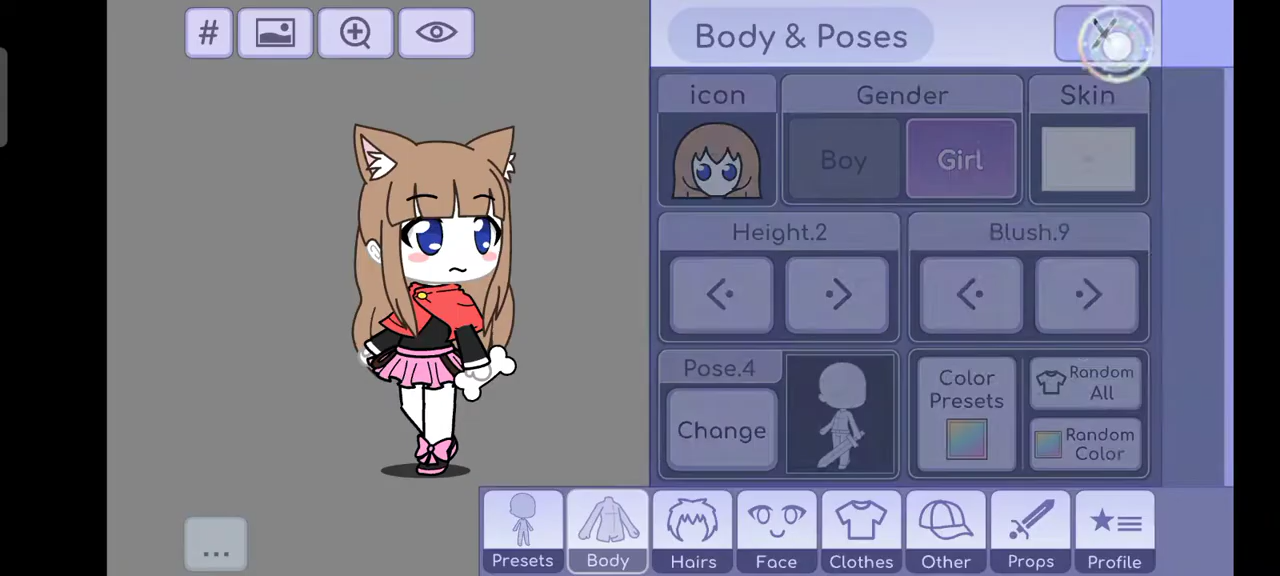 #
Body & Poses
icon
Gender
Skin
Boy
Girl
Height.2
Blush.9
Pose.4
Change
Color
Presets
Random
All
Random
Color
...
Presets
Body
Hairs
Face
Clothes
Other
Props
Profile